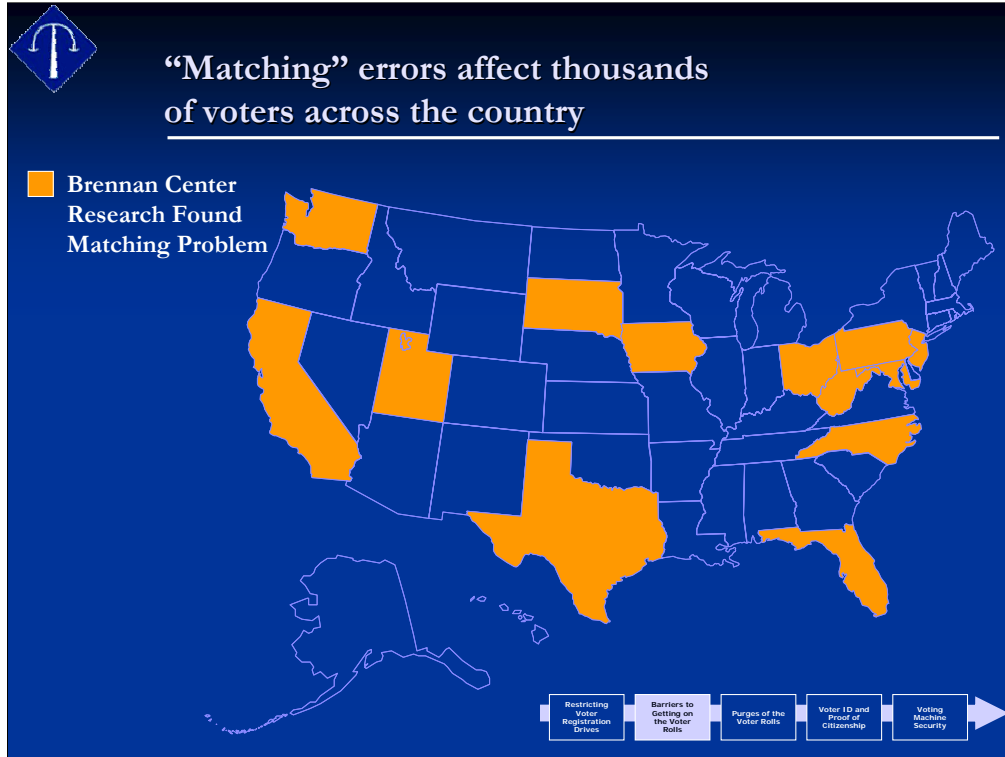 “Matching” errors affect thousands
of voters across the country
Brennan Center
Research Found
Matching Problem
Restricting
Voter
Registration
Drives
Barriers to
Getting on
the Voter
Rolls
Purges of the
Voter Rolls
Voter ID and
Proof of
Citizenship
Voting
Machine
Security